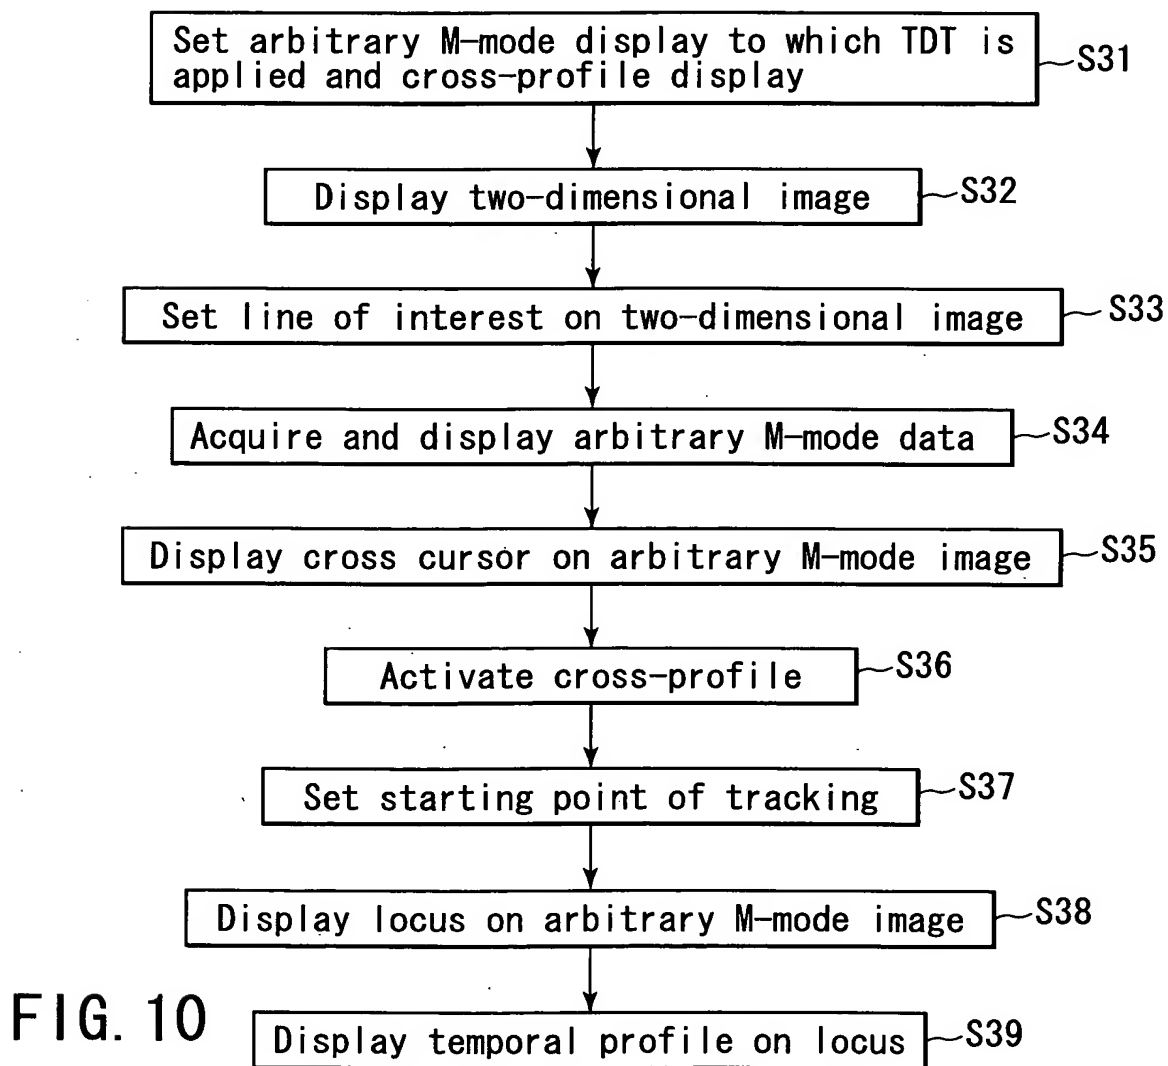 Set arbitrary M-mode display to which TDT is
applied and cross-profile display
S31
Display two-dimensional image
S32
Set line of interest on two-dimensional image
S33
Acquire and display arbitrary M-mode data
S34
Display cross cursor on arbitrary M-mode image
S35
Activate cross-profile
S36
Set starting point of tracking
S37
Display locus on arbitrary M-mode image
S38
Display temporal profile on locus
S39
FIG. 10